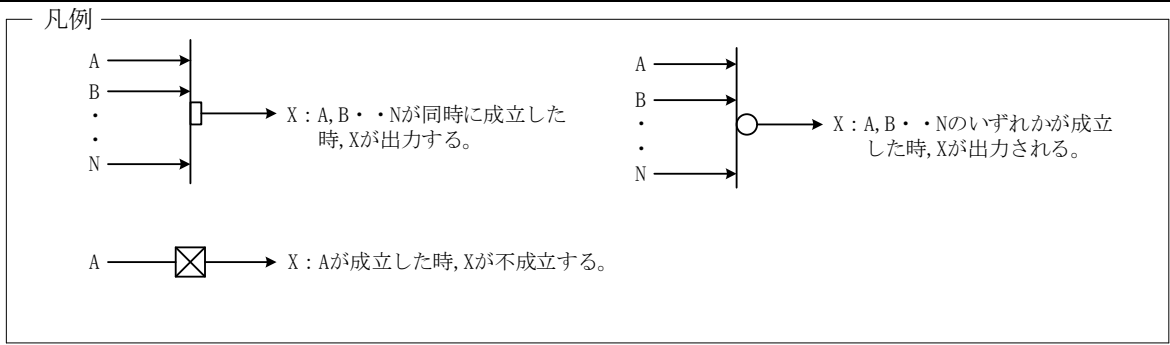 凡例
A
B
・
・
N
X：A,B・・Nが同時に成立した
時,Xが出力する。
A
B
・
・
N
X：A,B・・Nのいずれかが成立
した時,Xが出力される。
A
X：Aが成立した時,Xが不成立する。